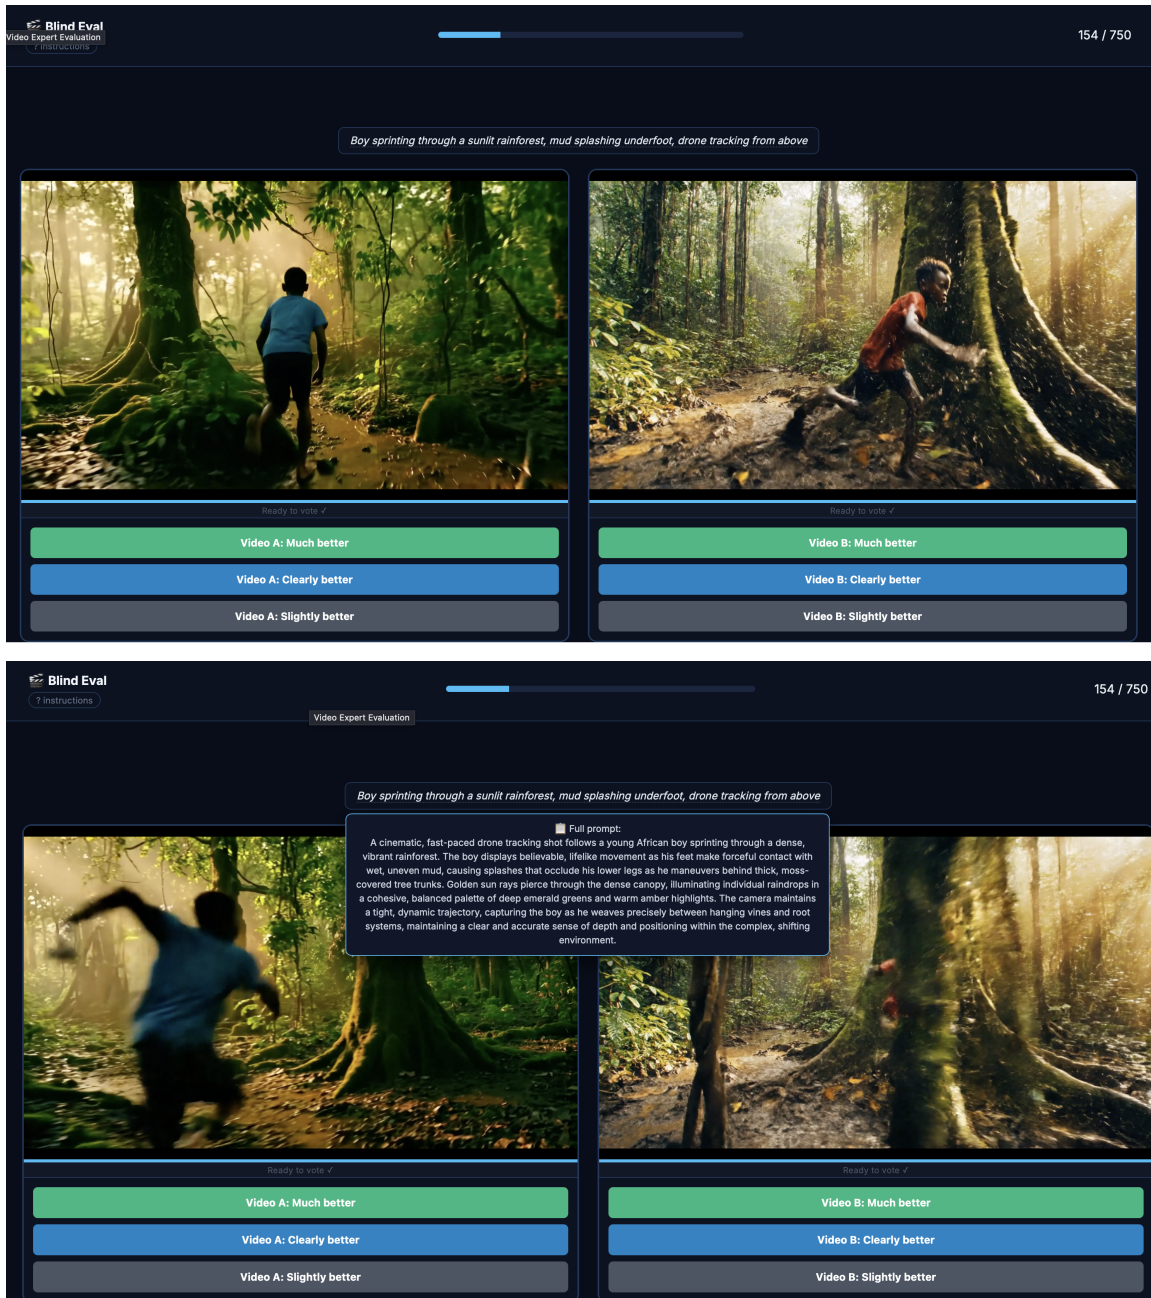 🎬 Blind Eval
Video Expert Evaluation
? instructions
154 / 750
Boy sprinting through a sunlit rainforest, mud splashing underfoot, drone tracking from above
Ready to vote ✓
Ready to vote ✓
Video A: Much better
Video B: Much better
Video A: Clearly better
Video B: Clearly better
Video A: Slightly better
Video B: Slightly better
🎬 Blind Eval
? instructions
154 / 750
Video Expert Evaluation
Boy sprinting through a sunlit rainforest, mud splashing underfoot, drone tracking from above
📋 Full prompt:
A cinematic, fast-paced drone tracking shot follows a young African boy sprinting through a dense,
vibrant rainforest. The boy displays believable, lifelike movement as his feet make forceful contact with
wet, uneven mud, causing splashes that occlude his lower legs as he maneuvers behind thick, moss-
covered tree trunks. Golden sun rays pierce through the dense canopy, illuminating individual raindrops in
a cohesive, balanced palette of deep emerald greens and warm amber highlights. The camera maintains
a tight, dynamic trajectory, capturing the boy as he weaves precisely between hanging vines and root
systems, maintaining a clear and accurate sense of depth and positioning within the complex, shifting
environment.
Ready to vote ✓
Ready to vote ✓
Video A: Much better
Video B: Much better
Video A: Clearly better
Video B: Clearly better
Video A: Slightly better
Video B: Slightly better